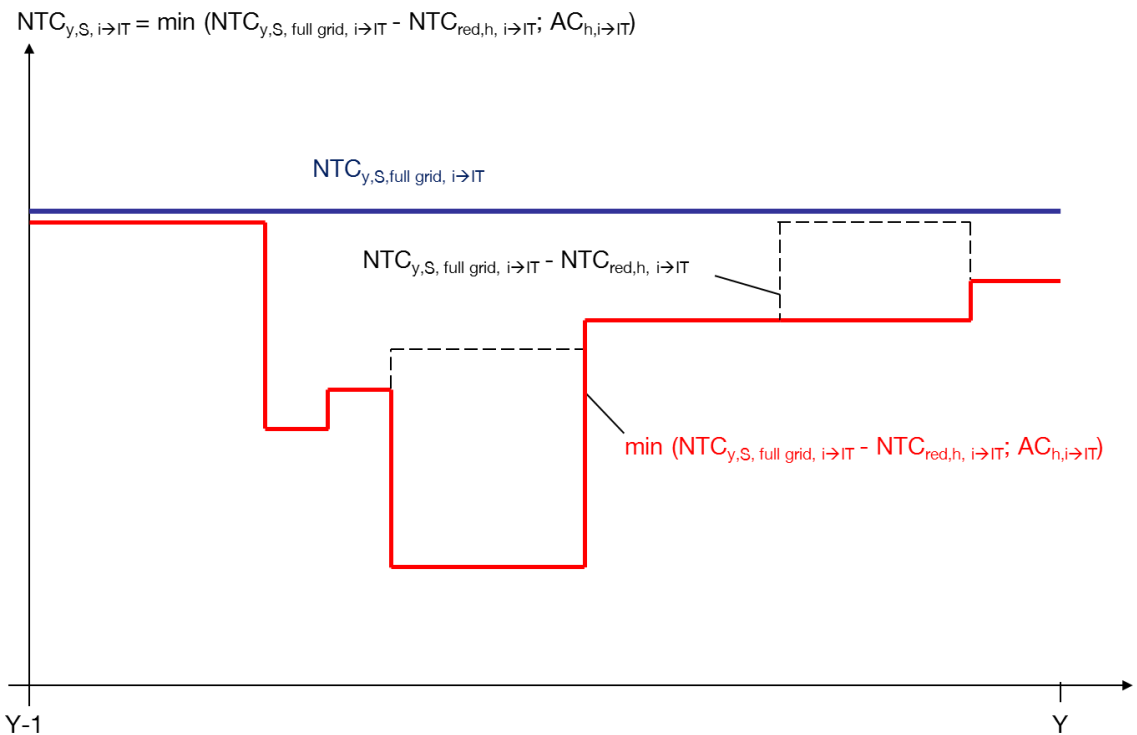 NTCy,S, i→IT = min (NTCy,S, full grid, i→IT - NTCred,h, i→IT; ACh,i→IT)
NTCy,S,full grid, i→IT
NTCy,S, full grid, i→IT - NTCred,h, i→IT
min (NTCy,S, full grid, i→IT - NTCred,h, i→IT; ACh,i→IT)
Y-1
Y